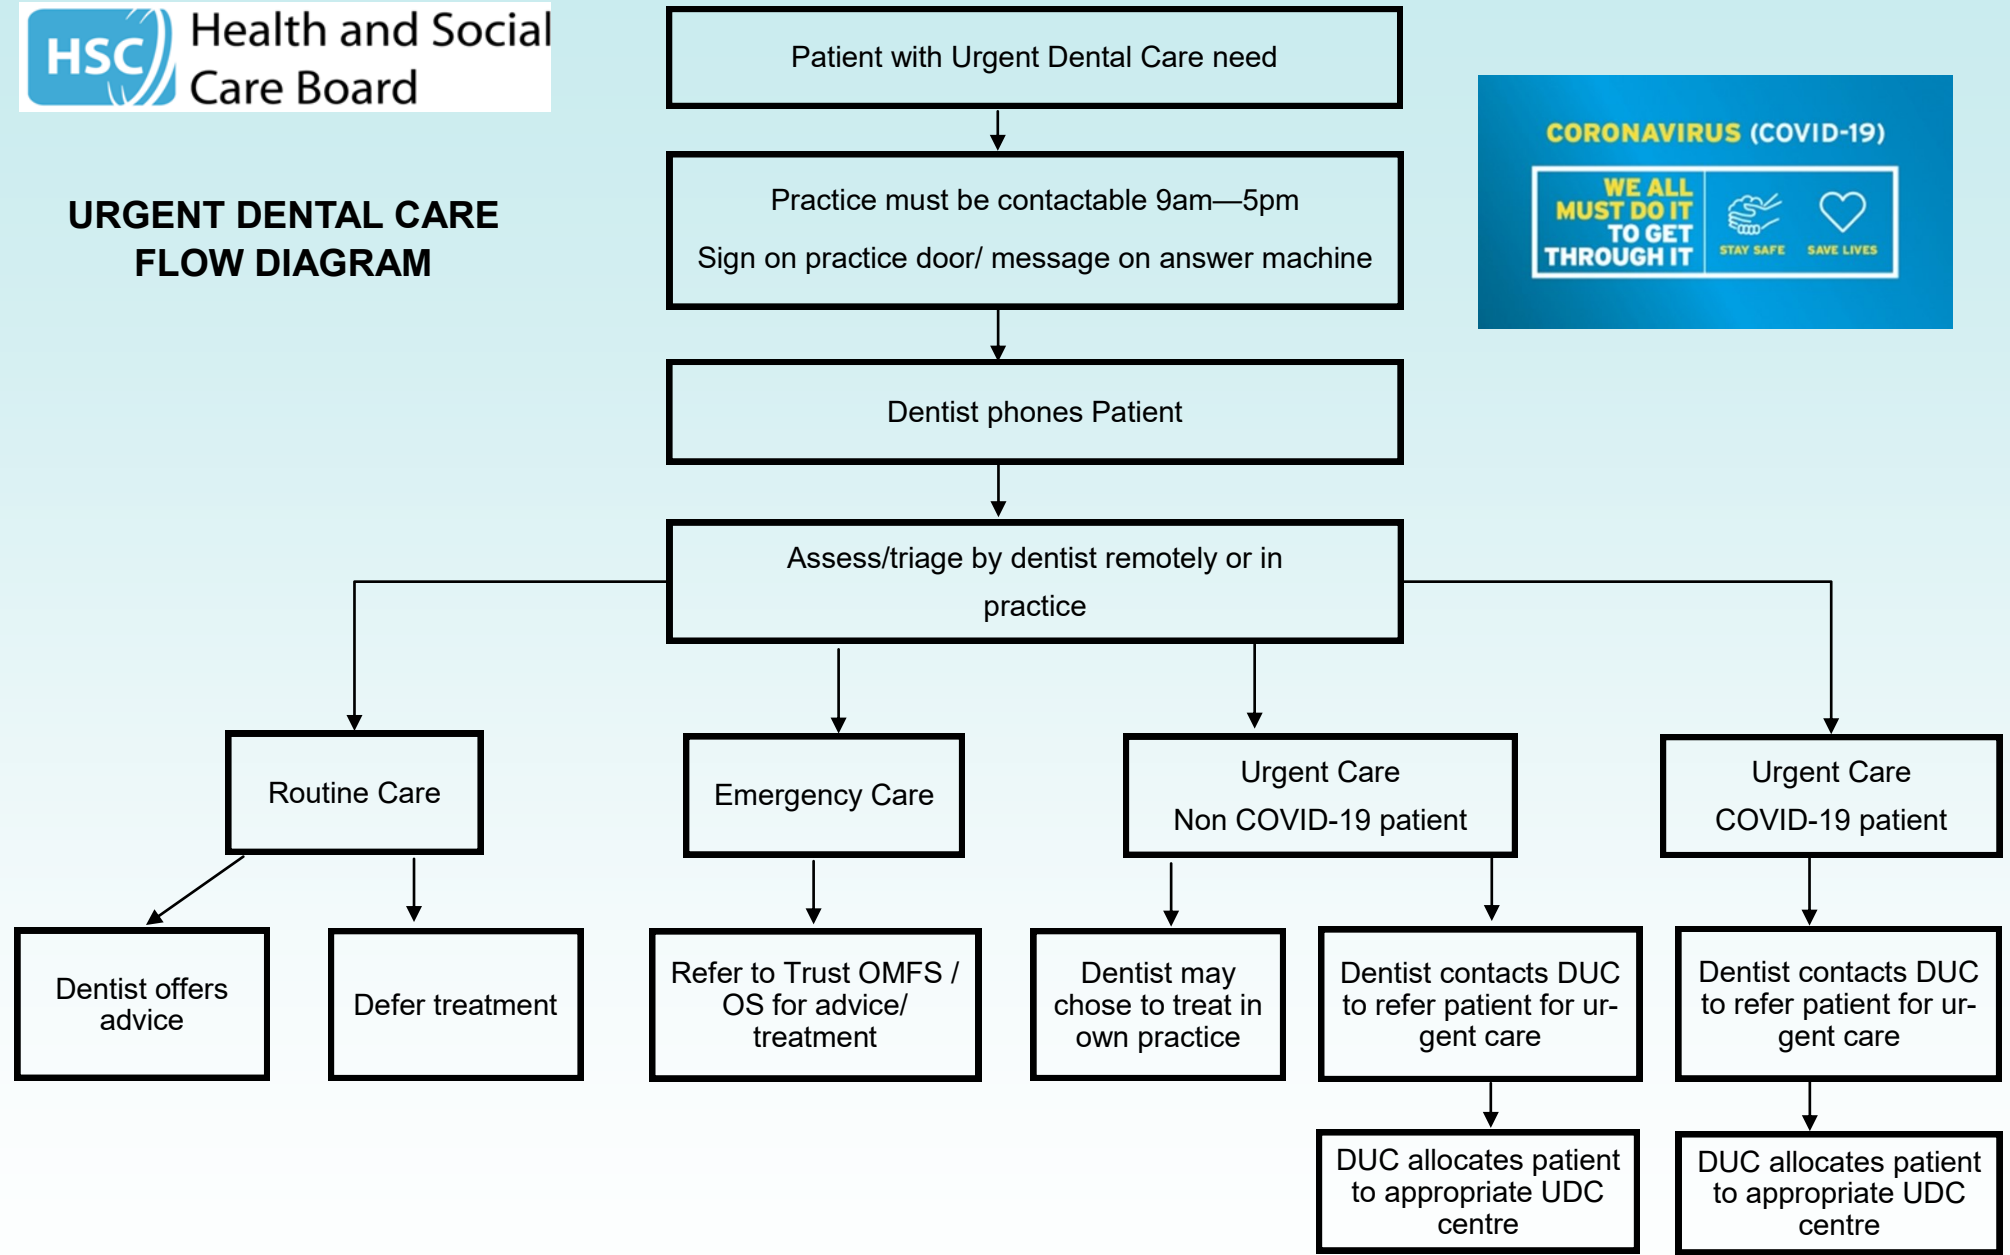 HSC
Health and Social
Care Board
URGENT DENTAL CARE
FLOW DIAGRAM
Patient with Urgent Dental Care need
CORONAVIRUS (COVID-19)
WE ALL
MUST DO IT
TO GET
THROUGH IT
STAY SAFE
SAVE LIVES
Practice must be contactable 9am—5pm
Sign on practice door/ message on answer machine
Dentist phones Patient
Assess/triage by dentist remotely or in
practice
Routine Care
Emergency Care
Urgent Care
Non COVID-19 patient
Urgent Care
COVID-19 patient
Dentist offers
advice
Defer treatment
Refer to Trust OMFS /
OS for advice/
treatment
Dentist may
chose to treat in
own practice
Dentist contacts DUC
to refer patient for ur-
gent care
Dentist contacts DUC
to refer patient for ur-
gent care
DUC allocates patient
to appropriate UDC
centre
DUC allocates patient
to appropriate UDC
centre